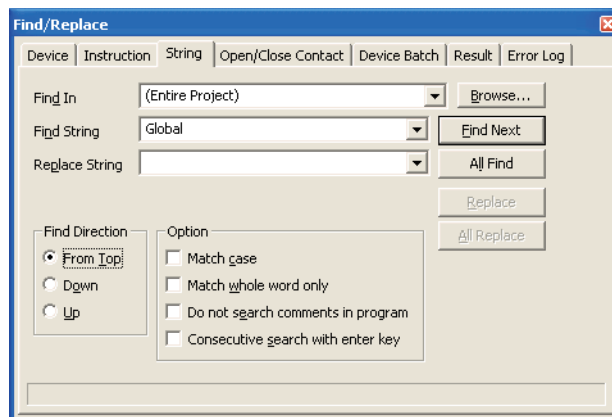 Find/Replace
Device Instruction String Open/Close Contact Device Batch Result Error Log
Find In (Entire Project) Browse...
Find String Global Find Next
Replace String All Find
Replace
All Replace
Find Direction
From Top
Down
Up
Option
Match case
Match whole word only
Do not search comments in program
Consecutive search with enter key